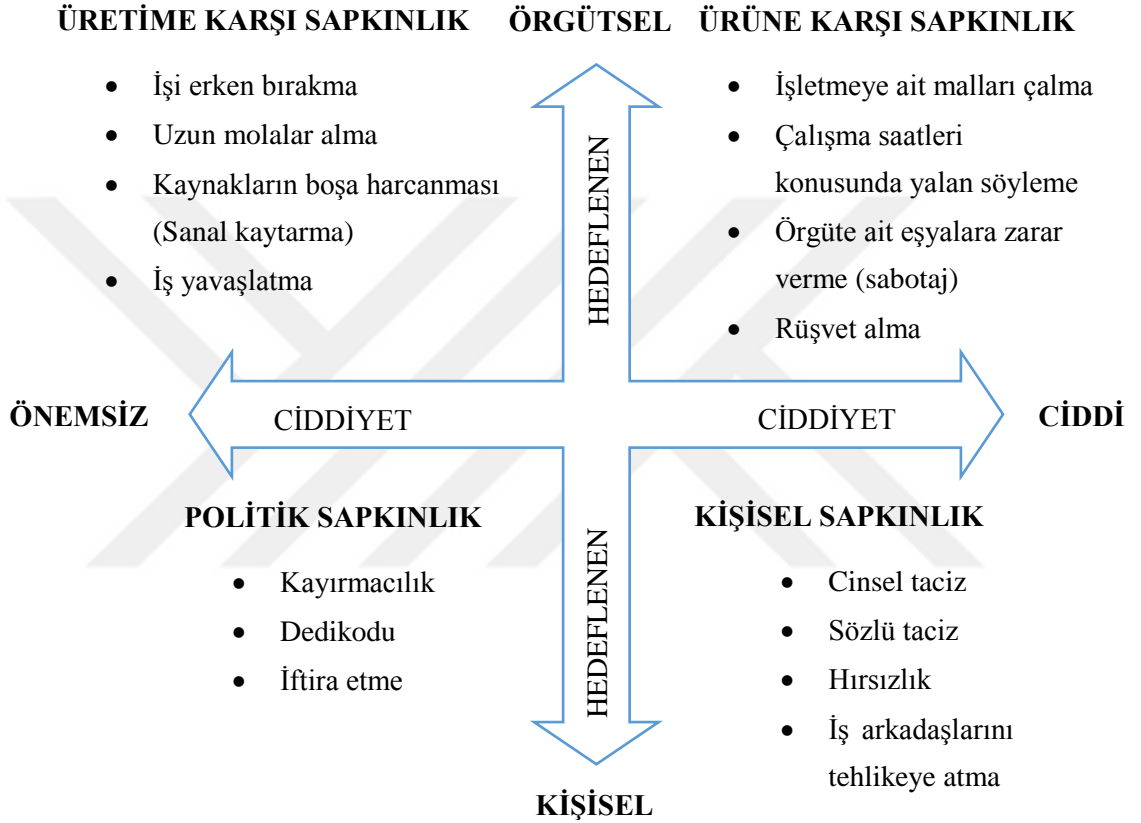 ÜRETİME KARŞI SAPKINLIK
• İşi erken bırakma
• Uzun molalar alma
• Kaynakların boşa harcanması
(Sanal kaytarma)
• İş yavaşlatma
ÖRGÜTSEL
HEDEFLENEN
ÜRÜNE KARŞI SAPKINLIK
• İşletmeye ait malları çalma
• Çalışma saatleri
konusunda yalan söyleme
• Örgüte ait eşyalara zarar
verme (sabotaj)
• Rüşvet alma
ÖNEMSİZ
CİDDİYET
CİDDİYET
CİDDİ
POLİTİK SAPKINLIK
• Kayırmacılık
• Dedikodu
• İftira etme
HEDEFLENEN
KİŞİSEL
KİŞİSEL SAPKINLIK
• Cinsel taciz
• Sözlü taciz
• Hırsızlık
• İş arkadaşlarını
tehlikeye atma